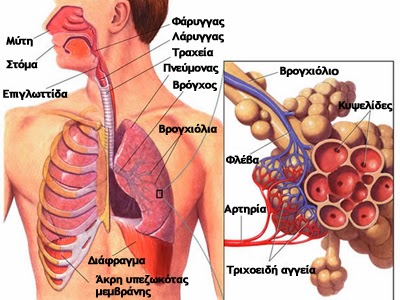 Μύτη
Στόμα
Επιγλωττίδα
Φάρυγγας
Λάρυγγας
Τραχεία
Πνεύμονας
Βρόγχος
Βρογχιόλια
Διάφραγμα
Άκρη υπεζωκότας
μεμβράνης
Βρογχιόλιο
Κυψελίδες
Φλέβα
Αρτηρία
Τριχοειδή αγγεία